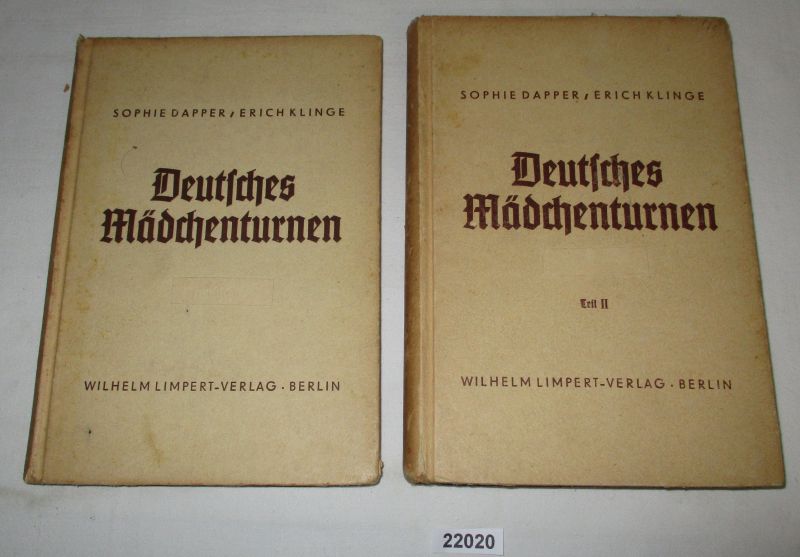 SOPHIE DAPPER, ERICH KLINGE
Deutſches
Mädchenturnen
WILHELM LIMPERT-VERLAG · BERLIN
SOPHIE DAPPER, ERICH KLINGE
Deutſches
Mädchenturnen
Teil II
WILHELM LIMPERT-VERLAG · BERLIN
22020